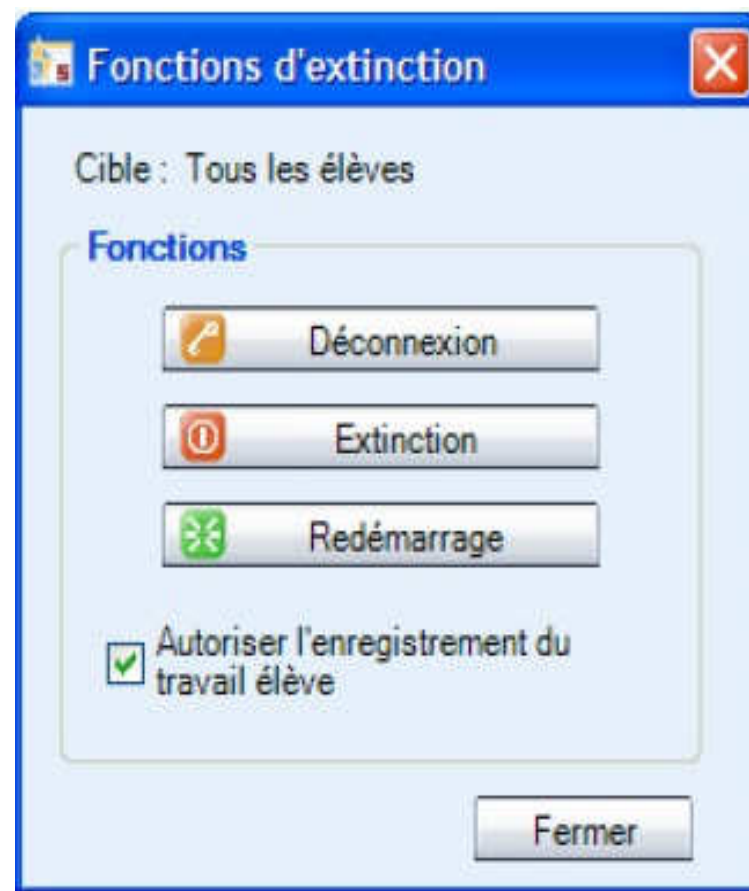 Fonctions d'extinction
Cible : Tous les élèves
Fonctions
Déconnexion
Extinction
Redémarrage
Autoriser l'enregistrement du
travail élève
Fermer